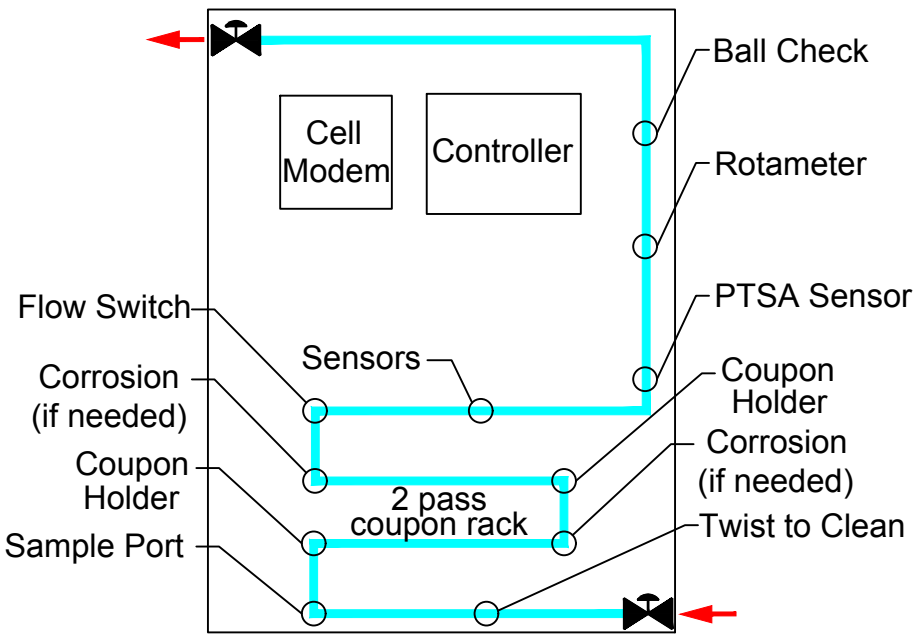 Ball Check
Cell
Modem
Controller
Rotameter
PTSA Sensor
Flow Switch
Sensors
Corrosion
(if needed)
Coupon
Holder
Coupon
Holder
2 pass
coupon rack
Corrosion
(if needed)
Sample Port
Twist to Clean